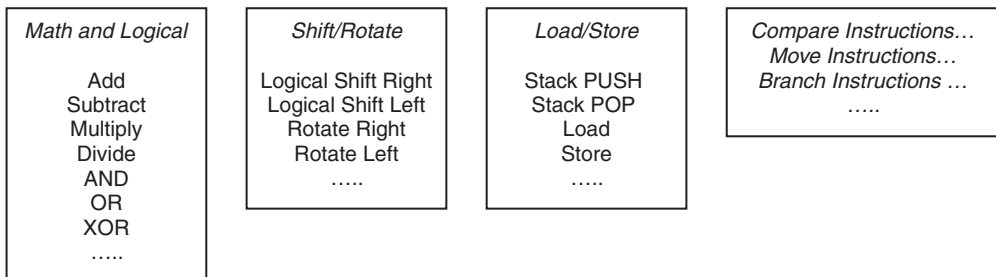 Math and Logical
Add
Subtract
Multiply
Divide
AND
OR
XOR
…..
Shift/Rotate
Logical Shift Right
Logical Shift Left
Rotate Right
Rotate Left
…..
Load/Store
Stack PUSH
Stack POP
Load
Store
…..
Compare Instructions…
Move Instructions…
Branch Instructions …
…..